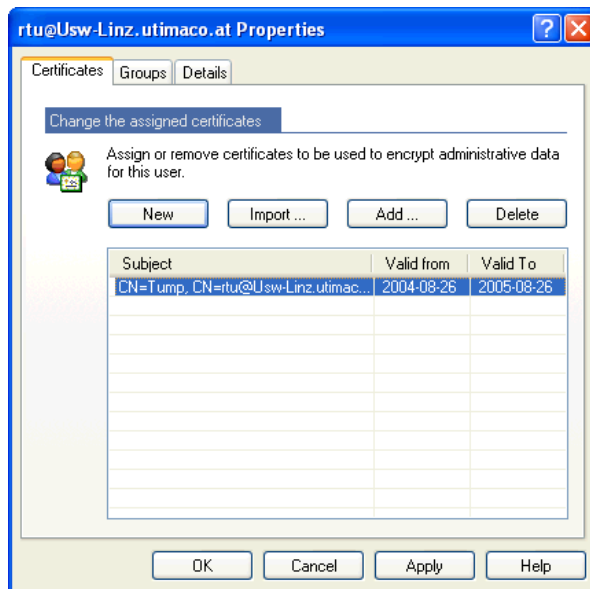 rtu@Usw-Linz.utimaco.at Properties
Certificates Groups Details
Change the assigned certificates
Assign or remove certificates to be used to encrypt administrative data
for this user.
New Import ... Add ... Delete
Subject Valid from Valid To
CN=Tump, CN=rtu@Usw-Linz.utimac... 2004-08-26 2005-08-26
OK Cancel Apply Help